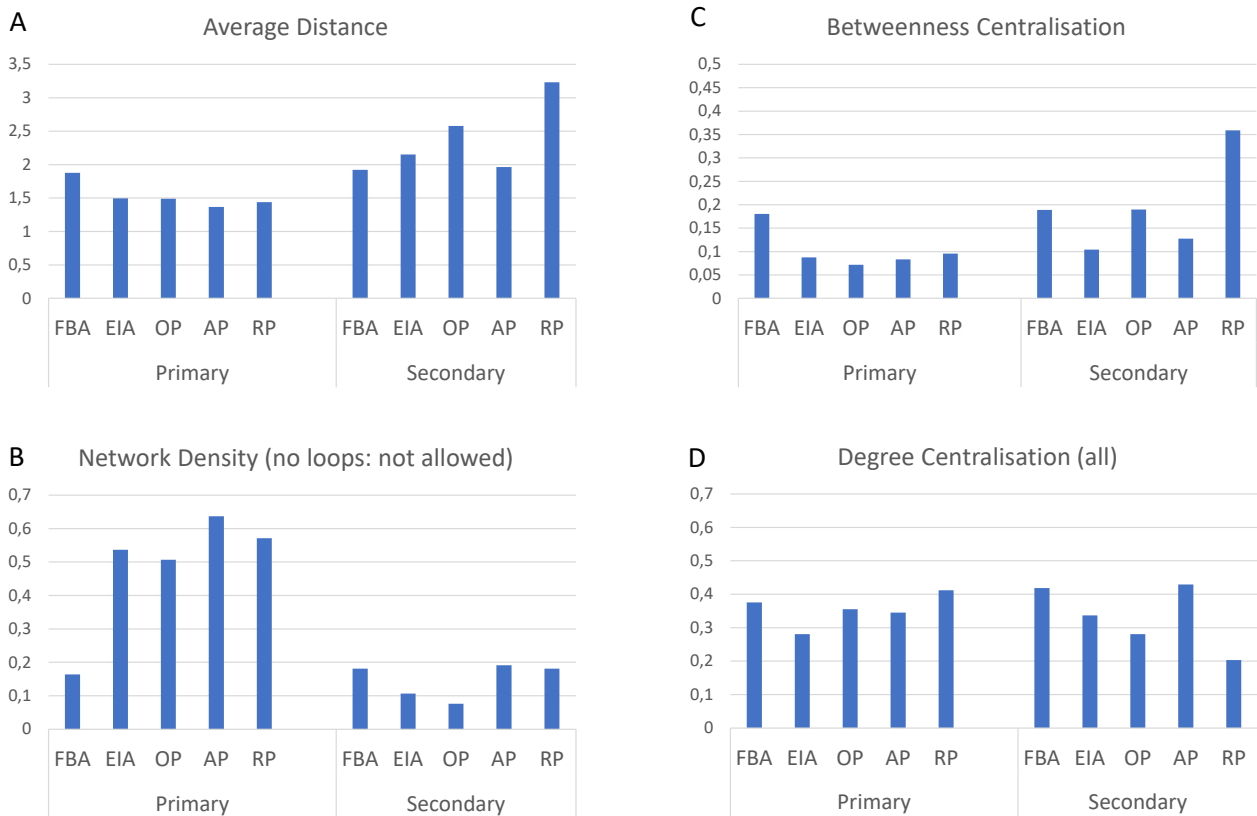 A
Average Distance
3,5
3
2,5
2
1,5
1
0,5
0
FBA EIA OP AP RP FBA EIA OP AP RP
Primary Secondary
C
Betweenness Centralisation
0,5
0,45
0,4
0,35
0,3
0,25
0,2
0,15
0,1
0,05
0
FBA EIA OP AP RP FBA EIA OP AP RP
Primary Secondary
B
Network Density (no loops: not allowed)
0,7
0,6
0,5
0,4
0,3
0,2
0,1
0
FBA EIA OP AP RP FBA EIA OP AP RP
Primary Secondary
D
Degree Centralisation (all)
0,7
0,6
0,5
0,4
0,3
0,2
0,1
0
FBA EIA OP AP RP FBA EIA OP AP RP
Primary Secondary